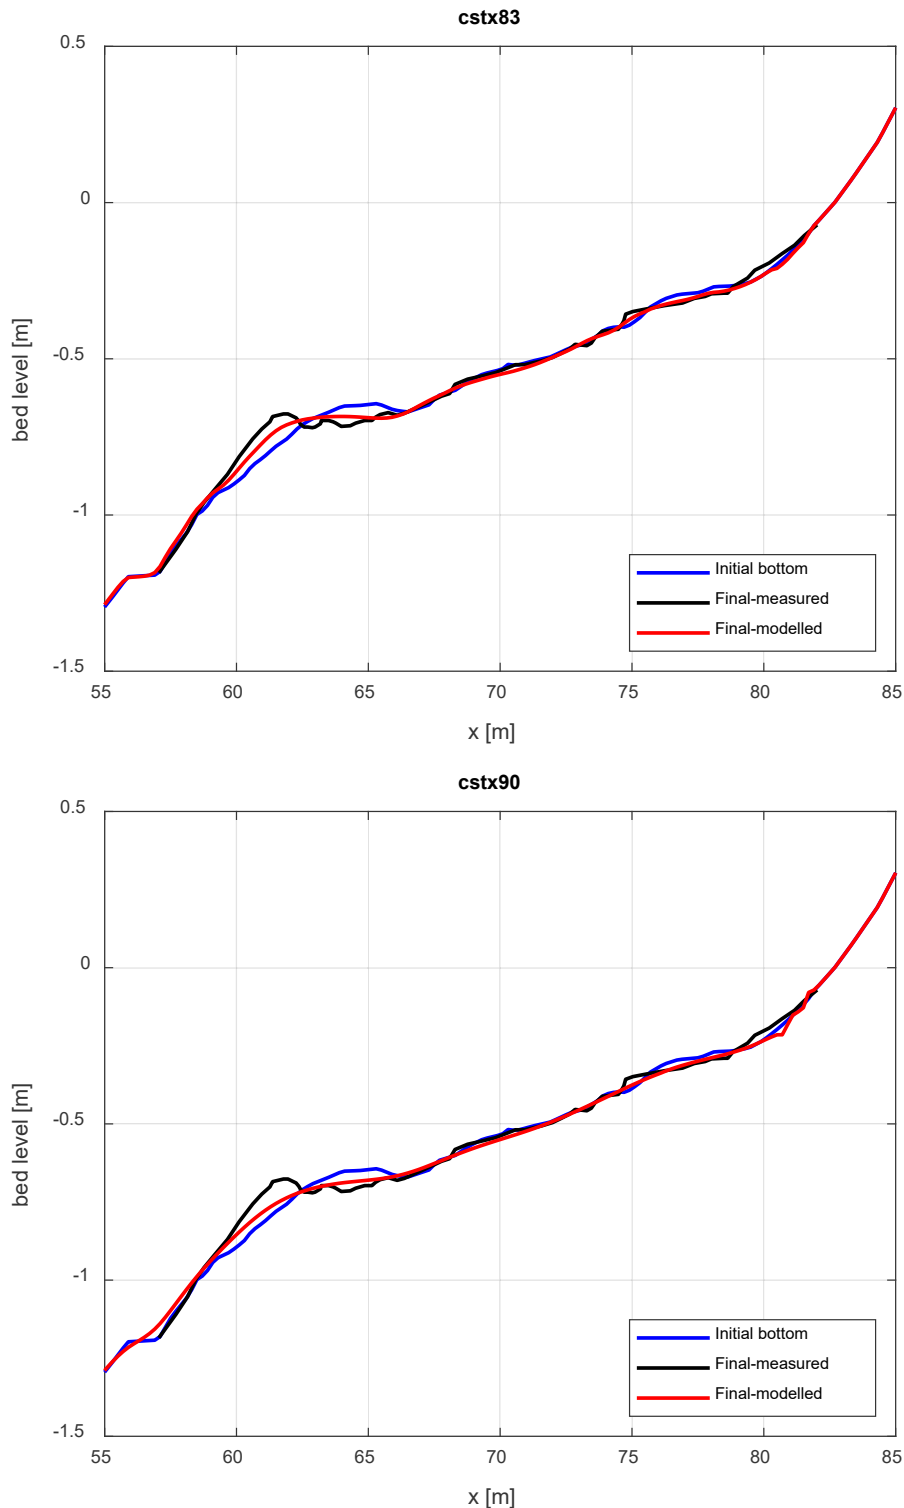 cstx83
0.5
0
-0.5
-1
-1.5
bed level [m]
55 60 65 70 75 80 85
x [m]
Initial bottom
Final-measured
Final-modelled
cstx90
0.5
0
-0.5
-1
-1.5
bed level [m]
55 60 65 70 75 80 85
x [m]
Initial bottom
Final-measured
Final-modelled